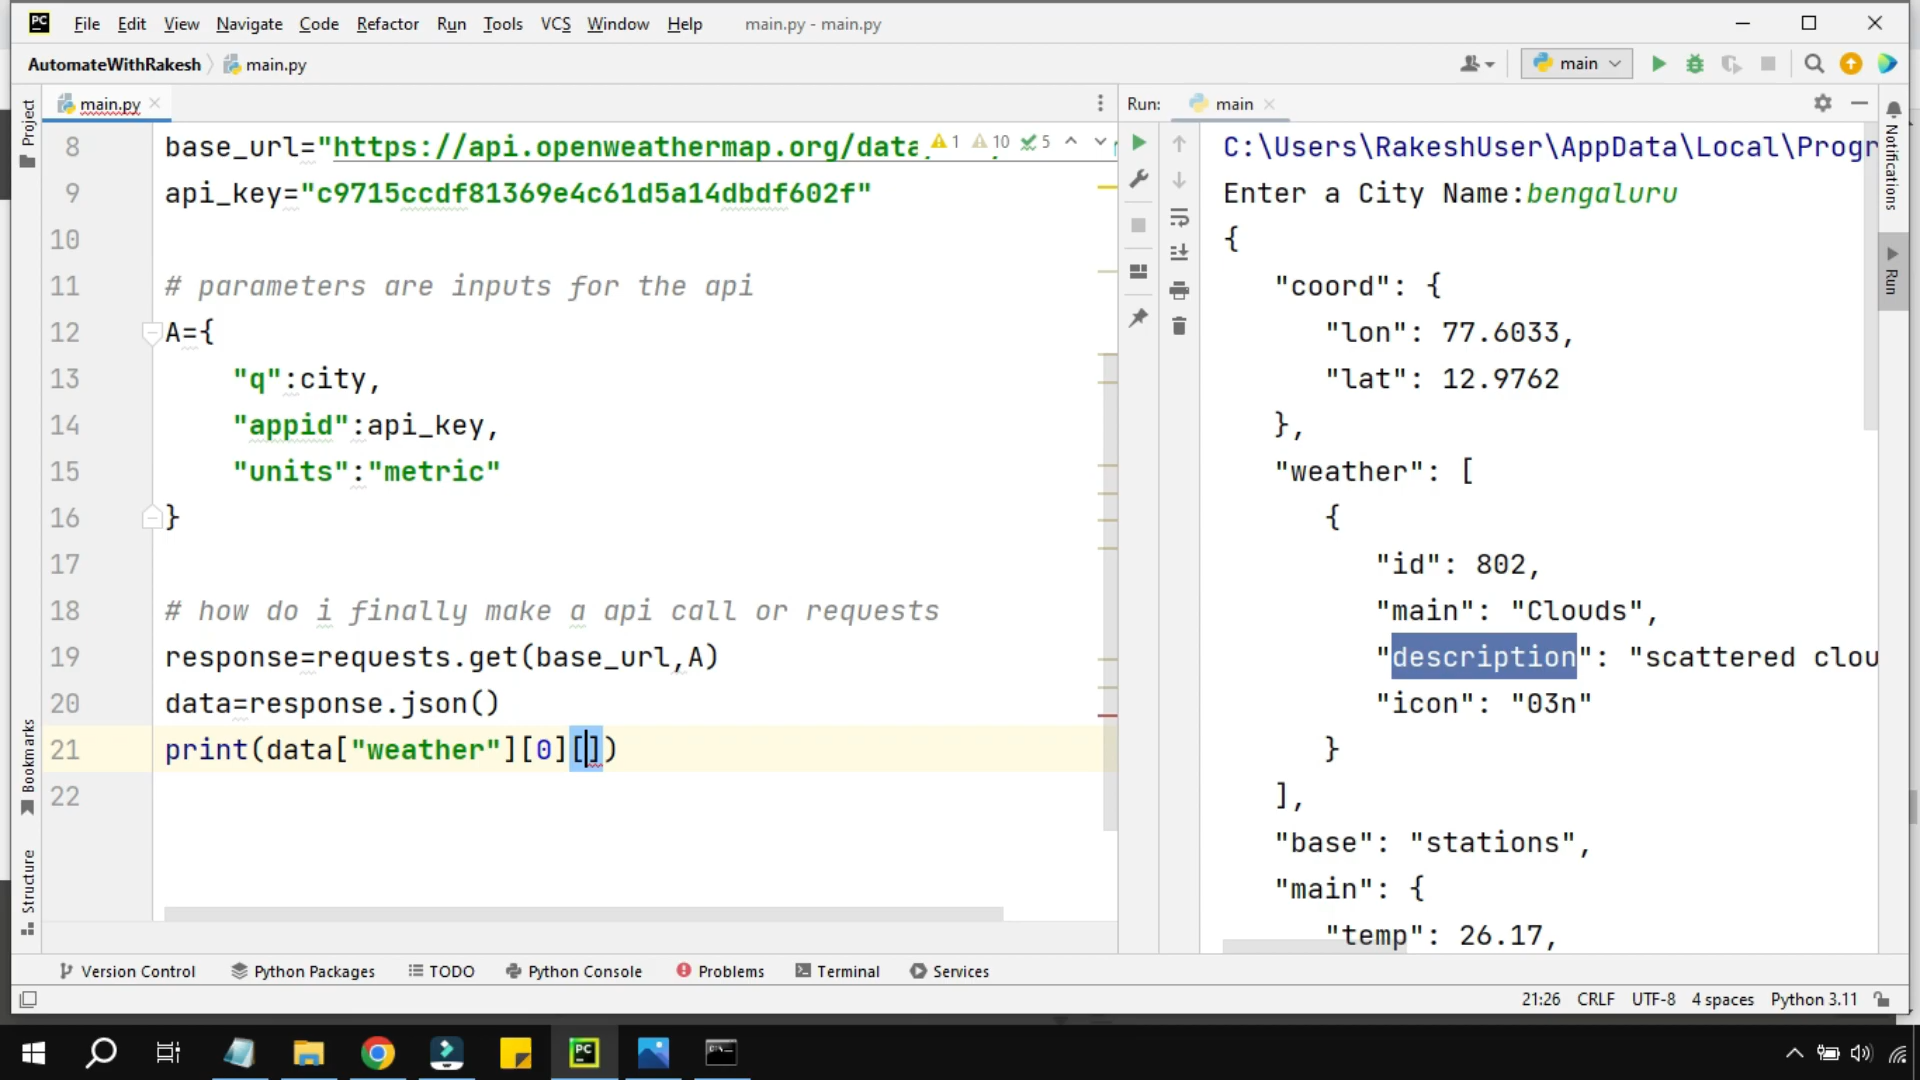 File Edit View Navigate Code Refactor Run Tools VCS Window Help main.py - main.py
AutomateWithRakesh main.py main
main.py
Run: main
Project
Bookmarks
Structure
Notifications
Run
1 10 5
8 base_url="https://api.openweathermap.org/data
9 api_key="c9715ccdf81369e4c61d5a14dbdf602f"
10
11 # parameters are inputs for the api
12 A={
13 "q":city,
14 "appid":api_key,
15 "units":"metric"
16 }
17
18 # how do i finally make a api call or requests
19 response=requests.get(base_url,A)
20 data=response.json()
21 print(data["weather"][0][])
22
C:\Users\RakeshUser\AppData\Local\Progr
Enter a City Name:bengaluru
{
"coord": {
"lon": 77.6033,
"lat": 12.9762
},
"weather": [
{
"id": 802,
"main": "Clouds",
"description": "scattered clou
"icon": "03n"
}
],
"base": "stations",
"main": {
"temp": 26.17,
Version Control Python Packages TODO Python Console Problems Terminal Services
21:26 CRLF UTF-8 4 spaces Python 3.11